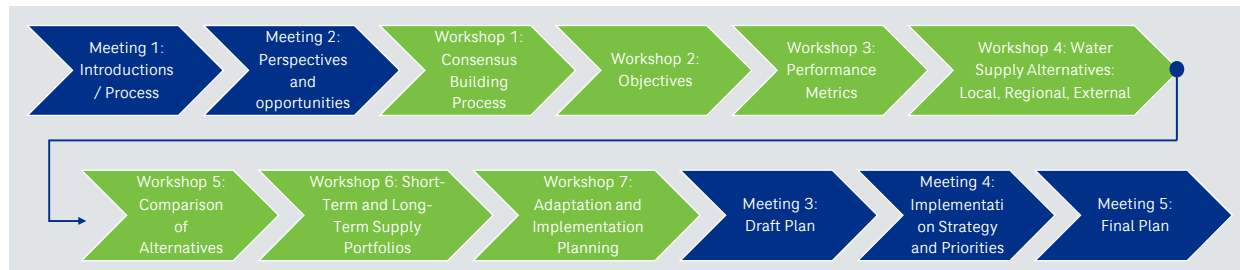 Meeting 1:
Introductions
/ Process
Meeting 2:
Perspectives
and
opportunities
Workshop 1:
Consensus
Building
Process
Workshop 2:
Objectives
Workshop 3:
Performance
Metrics
Workshop 4: Water
Supply Alternatives:
Local, Regional, External
Workshop 5:
Comparison
of
Alternatives
Workshop 6: Short-
Term and Long-
Term Supply
Portfolios
Workshop 7:
Adaptation and
Implementation
Planning
Meeting 3:
Draft Plan
Meeting 4:
Implementati
on Strategy
and Priorities
Meeting 5:
Final Plan